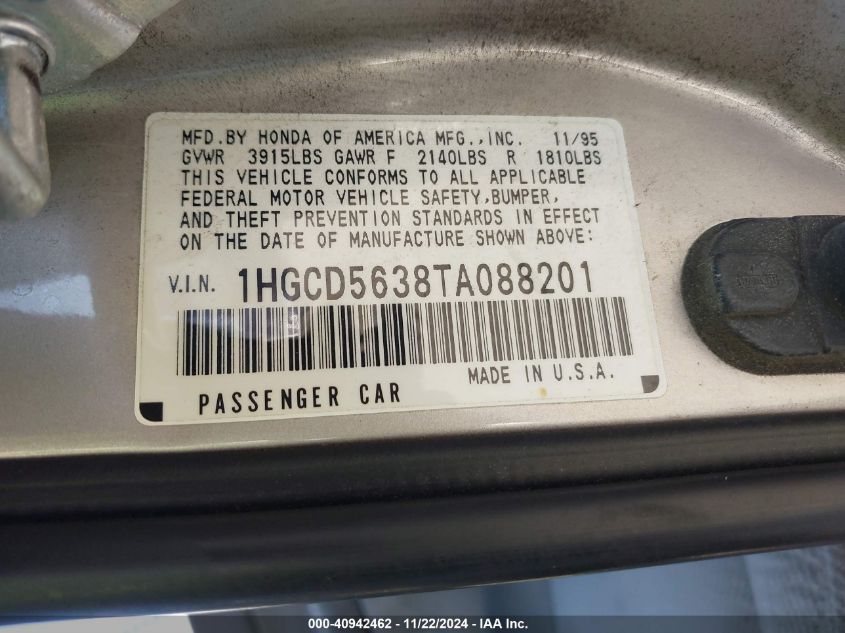 MFD.BY HONDA OF AMERICA MFG.,INC. 11/95
GVWR 3915LBS GAWR F 2140LBS R 1810LBS
THIS VEHICLE CONFORMS TO ALL APPLICABLE
FEDERAL MOTOR VEHICLE SAFETY,BUMPER,
AND THEFT PREVENTION STANDARDS IN EFFECT
ON THE DATE OF MANUFACTURE SHOWN ABOVE:
V.I.N. 1HGCD5638TA088201
PASSENGER CAR MADE IN U.S.A.
000-40942462 - 11/22/2024 - © 2024 IAA, Inc.